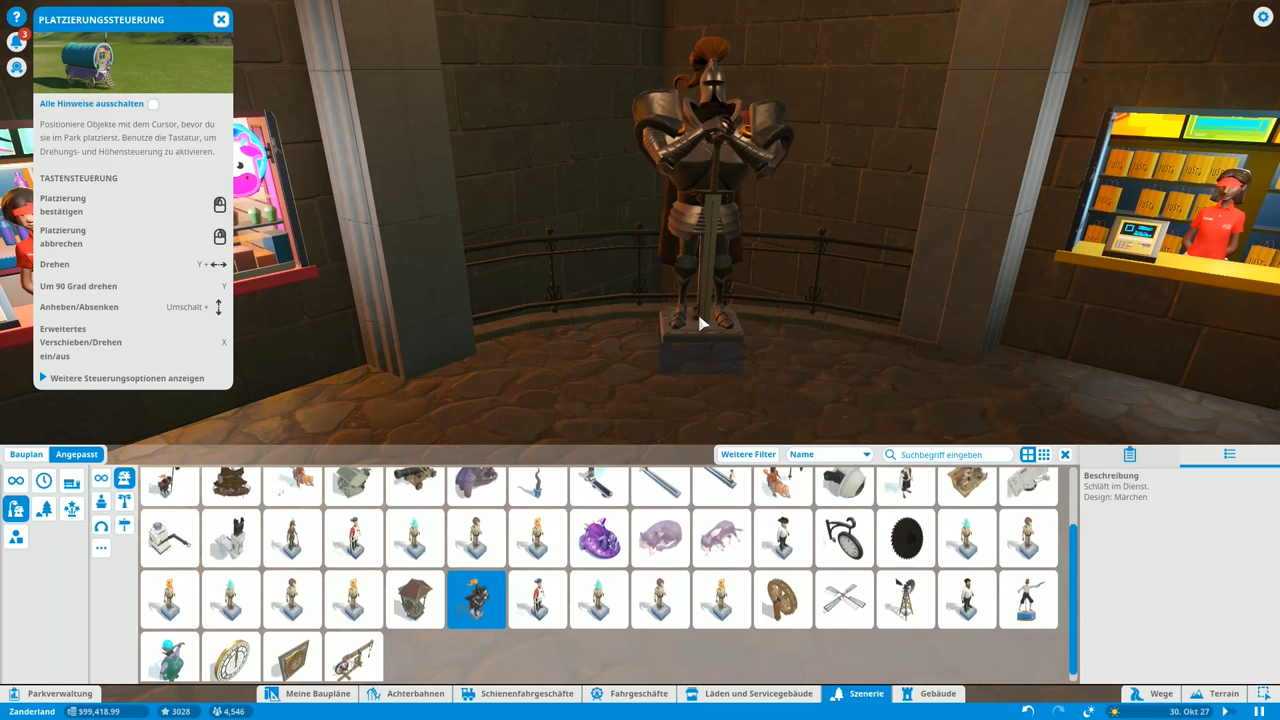 PLATZIERUNGSSTEUERUNG
3
Alle Hinweise ausschalten
Positioniere Objekte mit dem Cursor, bevor du
sie im Park platzierst. Benutze die Tastatur, um
Drehungs- und Höhensteuerung zu aktivieren.
TASTENSTEUERUNG
Platzierung
bestätigen
Platzierung
abbrechen
Drehen Y +
Um 90 Grad drehen Y
Anheben/Absenken Umschalt +
Erweitertes
Verschieben/Drehen X
ein/aus
Weitere Steuerungsoptionen anzeigen
Bauplan Angepasst
Weitere Filter Name Suchbegriff eingeben
Beschreibung
Schläft im Dienst.
Design: Märchen
Parkverwaltung Meine Baupläne Achterbahnen Schienenfahrgeschäfte Fahrgeschäfte Läden und Servicegebäude Szenerie Gebäude Wege Terrain
Zanderland $99,418.99 3028 4,546 30. Okt 27